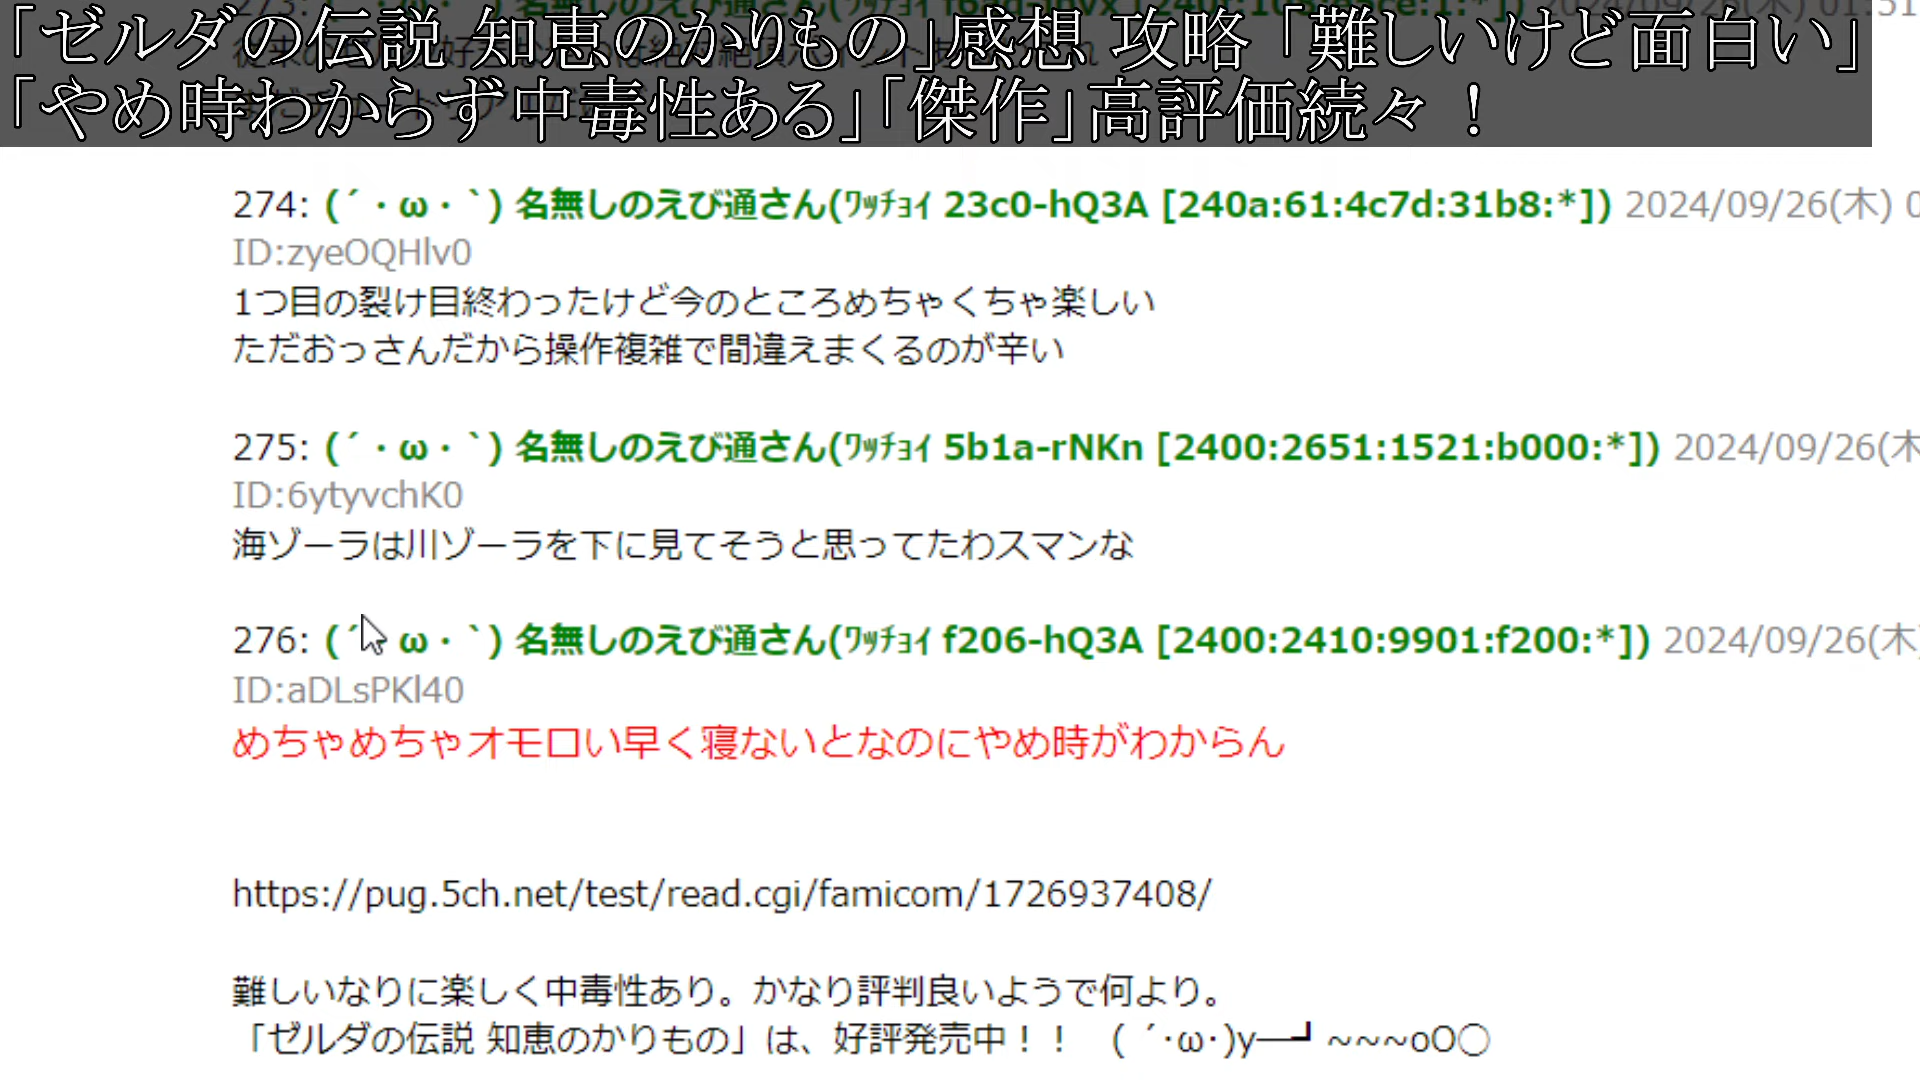 「ゼルダの伝説 知恵のかりもの」感想 攻略 「難しいけど面白い」
「やめ時わからず中毒性ある」「傑作」高評価続々！
274: (´・ω・`) 名無しのえび通さん(ﾜｯﾁｮｲ 23c0-hQ3A [240a:61:4c7d:31b8:*]) 2024/09/26(木) 0
ID:zyeOQHlv0
1つ目の裂け目終わったけど今のところめちゃくちゃ楽しい
ただおっさんだから操作複雑で間違えまくるのが辛い
275: (´・ω・`) 名無しのえび通さん(ﾜｯﾁｮｲ 5b1a-rNKn [2400:2651:1521:b000:*]) 2024/09/26(木
ID:6ytyvchK0
海ゾーラは川ゾーラを下に見てそうと思ってたわスマンな
276: (´ ω・`) 名無しのえび通さん(ﾜｯﾁｮｲ f206-hQ3A [2400:2410:9901:f200:*]) 2024/09/26(木)
ID:aDLsPKl40
めちゃめちゃオモロい早く寝ないとなのにやめ時がわからん
https://pug.5ch.net/test/read.cgi/famicom/1726937408/
難しいなりに楽しく中毒性あり。かなり評判良いようで何より。
「ゼルダの伝説 知恵のかりもの」は、好評発売中！！　( ´･ω･)y━┛~~~oO◯